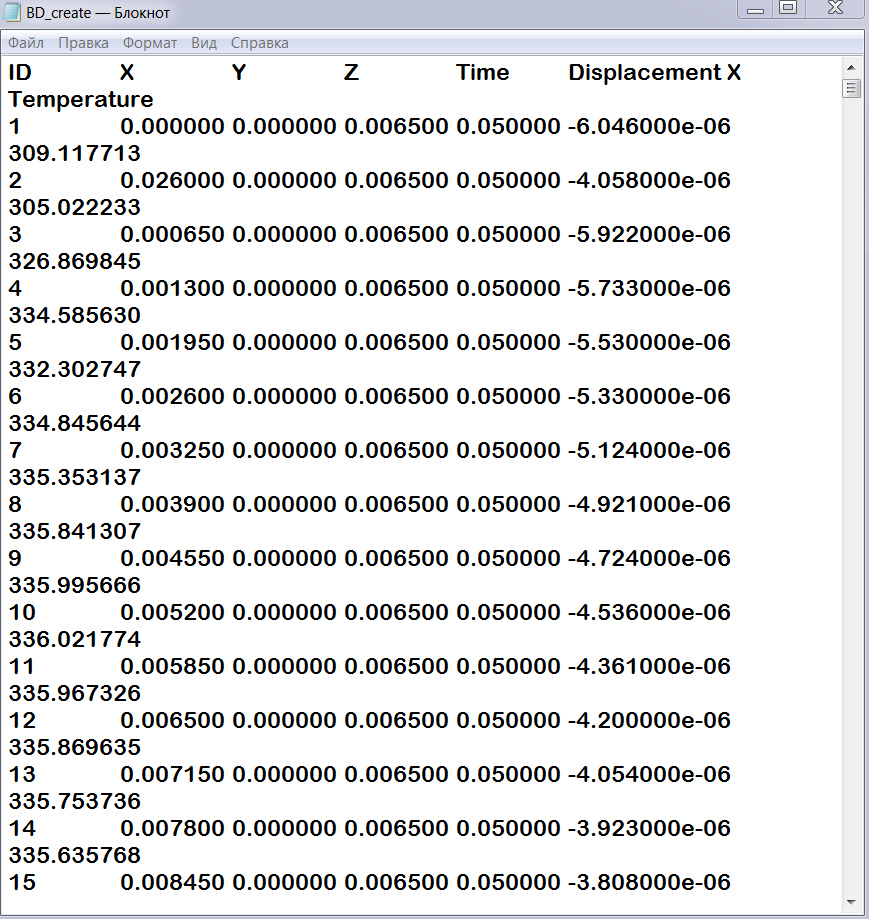 BD_create — Блокнот
Файл Правка Формат Вид Справка
ID X Y Z Time Displacement X
Temperature
1 0.000000 0.000000 0.006500 0.050000 -6.046000e-06
309.117713
2 0.026000 0.000000 0.006500 0.050000 -4.058000e-06
305.022233
3 0.000650 0.000000 0.006500 0.050000 -5.922000e-06
326.869845
4 0.001300 0.000000 0.006500 0.050000 -5.733000e-06
334.585630
5 0.001950 0.000000 0.006500 0.050000 -5.530000e-06
332.302747
6 0.002600 0.000000 0.006500 0.050000 -5.330000e-06
334.845644
7 0.003250 0.000000 0.006500 0.050000 -5.124000e-06
335.353137
8 0.003900 0.000000 0.006500 0.050000 -4.921000e-06
335.841307
9 0.004550 0.000000 0.006500 0.050000 -4.724000e-06
335.995666
10 0.005200 0.000000 0.006500 0.050000 -4.536000e-06
336.021774
11 0.005850 0.000000 0.006500 0.050000 -4.361000e-06
335.967326
12 0.006500 0.000000 0.006500 0.050000 -4.200000e-06
335.869635
13 0.007150 0.000000 0.006500 0.050000 -4.054000e-06
335.753736
14 0.007800 0.000000 0.006500 0.050000 -3.923000e-06
335.635768
15 0.008450 0.000000 0.006500 0.050000 -3.808000e-06